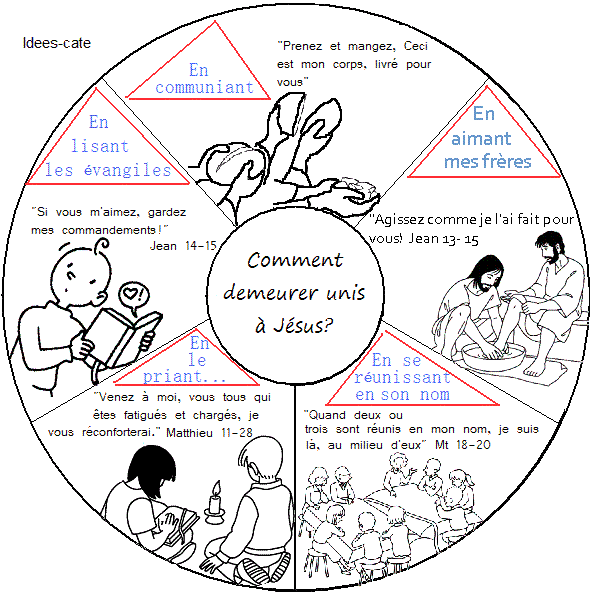 Idees-cate
En
communiant
"Prenez et mangez, Ceci
est mon corps, livré pour
vous"
En
aimant
mes frères
"Agissez comme je l'ai fait pour
vous! Jean 13- 15
En se
réunissant
en son nom
"Quand deux ou
trois sont réunis en mon nom, je suis
là, au milieu d'eux" Mt 18-20
En
le
priant...
"Venez à moi, vous tous qui
êtes fatigués et chargés, je
vous réconforterai." Matthieu 11-28
En
lisant
les évangiles
"Si vous m'aimez, gardez
mes commandements!"
Jean 14-15
Comment
demeurer unis
à Jésus?